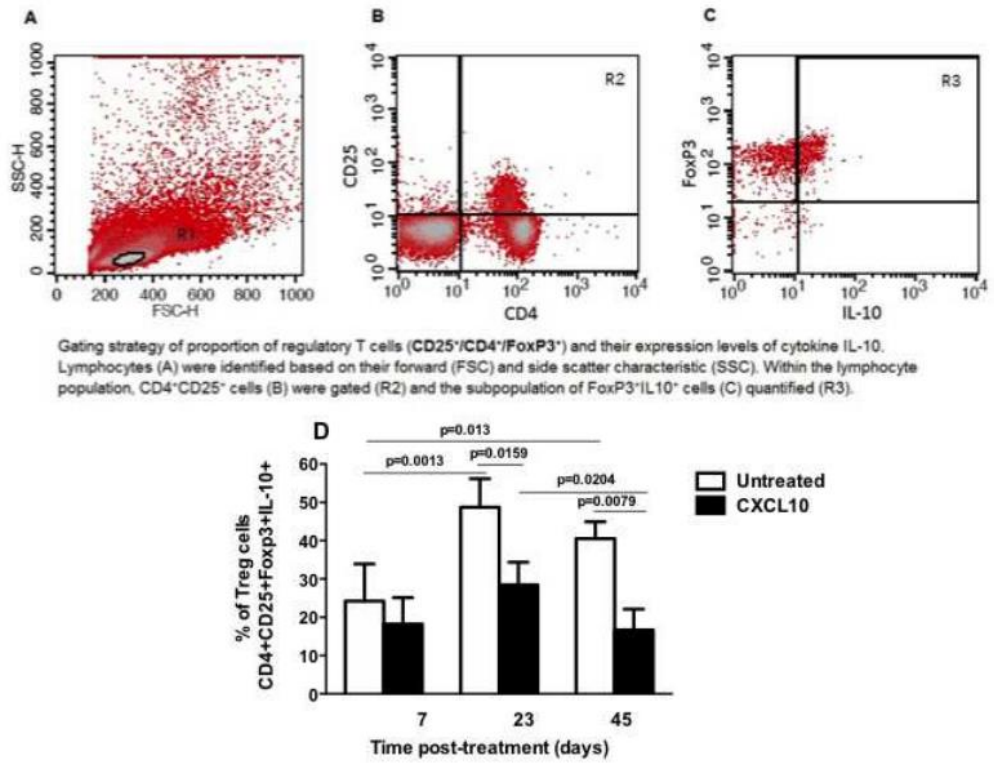 A
B
C
1000
800
600
400
200
0
SSC-H
R1
0 200 400 600 800 1000
FSC-H
10^4
10^3
10^2
10^1
10^0
CD25
R2
10^0 10^1 10^2 10^3 10^4
CD4
10^4
10^3
10^2
10^1
10^0
FoxP3
R3
10^0 10^1 10^2 10^3 10^4
IL-10
Gating strategy of proportion of regulatory T cells (CD25⁺/CD4⁺/FoxP3⁺) and their expression levels of cytokine IL-10.
Lymphocytes (A) were identified based on their forward (FSC) and side scatter characteristic (SSC). Within the lymphocyte
population, CD4⁺CD25⁺ cells (B) were gated (R2) and the subpopulation of FoxP3⁺IL10⁺ cells (C) quantified (R3).
D
p=0.013
p=0.0159
p=0.0013
p=0.0204
p=0.0079
60
50
40
30
20
10
0
% of Treg cells
CD4+CD25+Foxp3+IL-10+
Untreated
CXCL10
7 23 45
Time post-treatment (days)